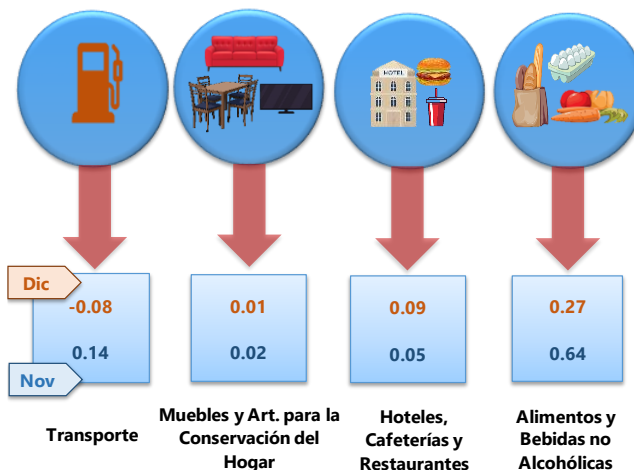 HOTEL
Dic
-0.08
0.01
0.09
0.27
0.14
0.02
0.05
0.64
Nov
Transporte
Muebles y Art. para la
Conservación del
Hogar
Hoteles,
Cafeterías y
Restaurantes
Alimentos y
Bebidas no
Alcohólicas